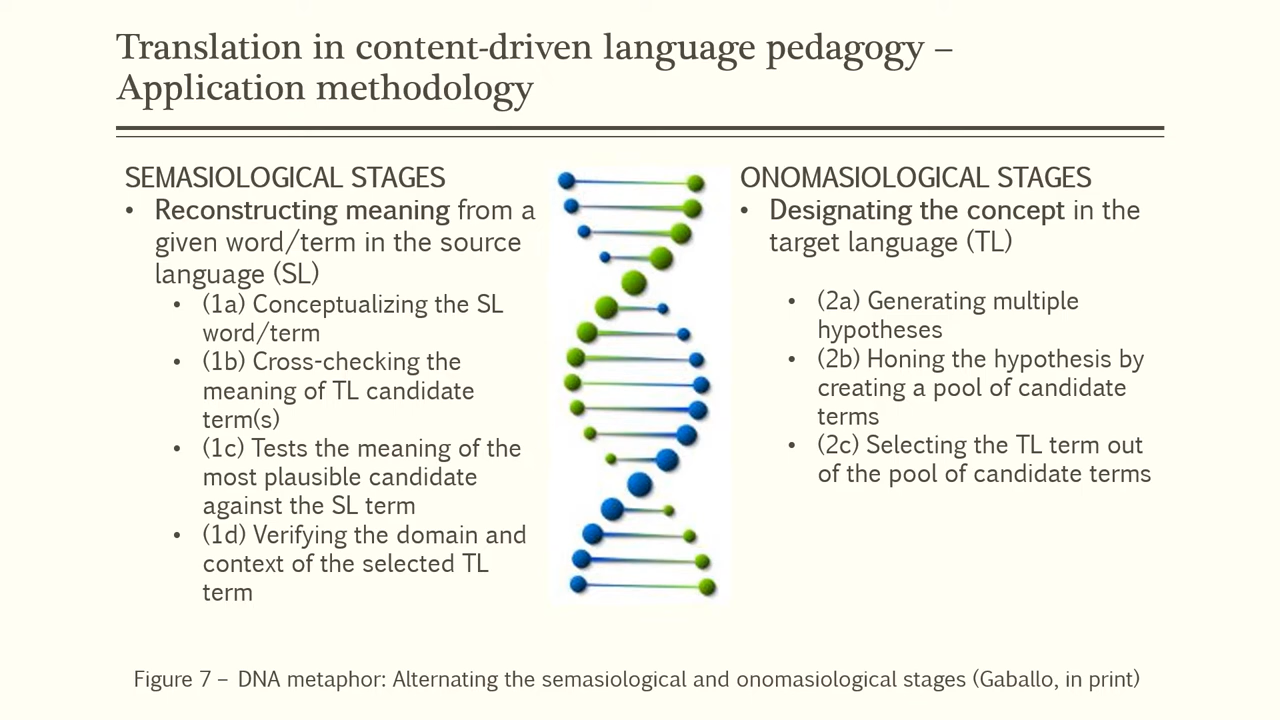 Translation in content-driven language pedagogy –
Application methodology
SEMASIOLOGICAL STAGES
• Reconstructing meaning from a
given word/term in the source
language (SL)
• (1a) Conceptualizing the SL
word/term
• (1b) Cross-checking the
meaning of TL candidate
term(s)
• (1c) Tests the meaning of the
most plausible candidate
against the SL term
• (1d) Verifying the domain and
context of the selected TL
term
ONOMASIOLOGICAL STAGES
• Designating the concept in the
target language (TL)
• (2a) Generating multiple
hypotheses
• (2b) Honing the hypothesis by
creating a pool of candidate
terms
• (2c) Selecting the TL term out
of the pool of candidate terms
Figure 7 – DNA metaphor: Alternating the semasiological and onomasiological stages (Gaballo, in print)